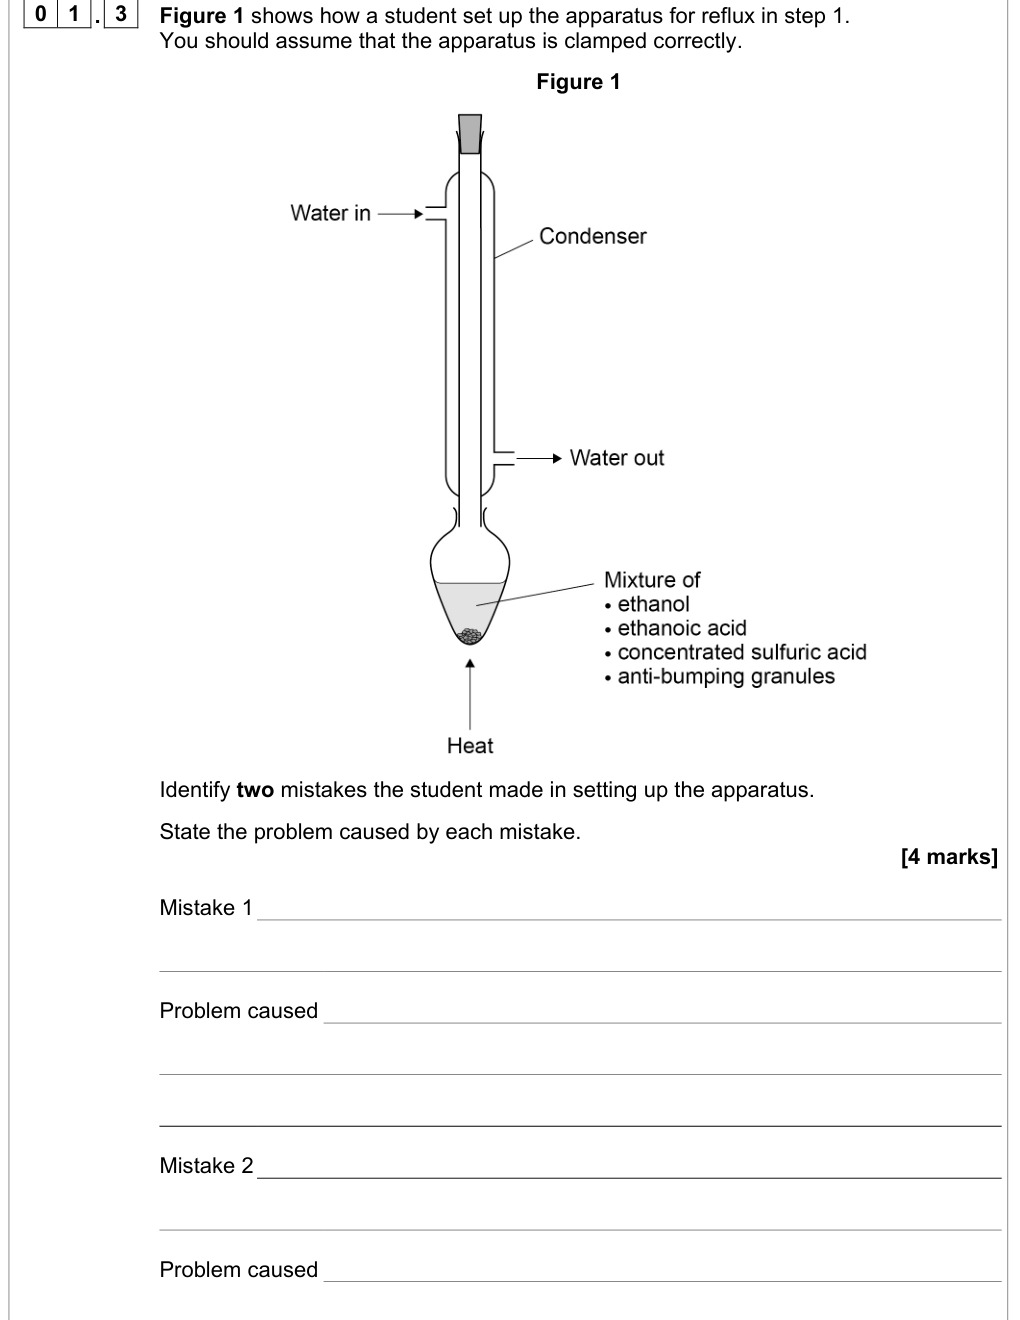 0 1 . 3 Figure 1 shows how a student set up the apparatus for reflux in step 1.
You should assume that the apparatus is clamped correctly.
Figure 1
Water in
Condenser
Water out
Mixture of
• ethanol
• ethanoic acid
• concentrated sulfuric acid
• anti-bumping granules
Heat
Identify two mistakes the student made in setting up the apparatus.
State the problem caused by each mistake.
[4 marks]
Mistake 1
Problem caused
Mistake 2
Problem caused